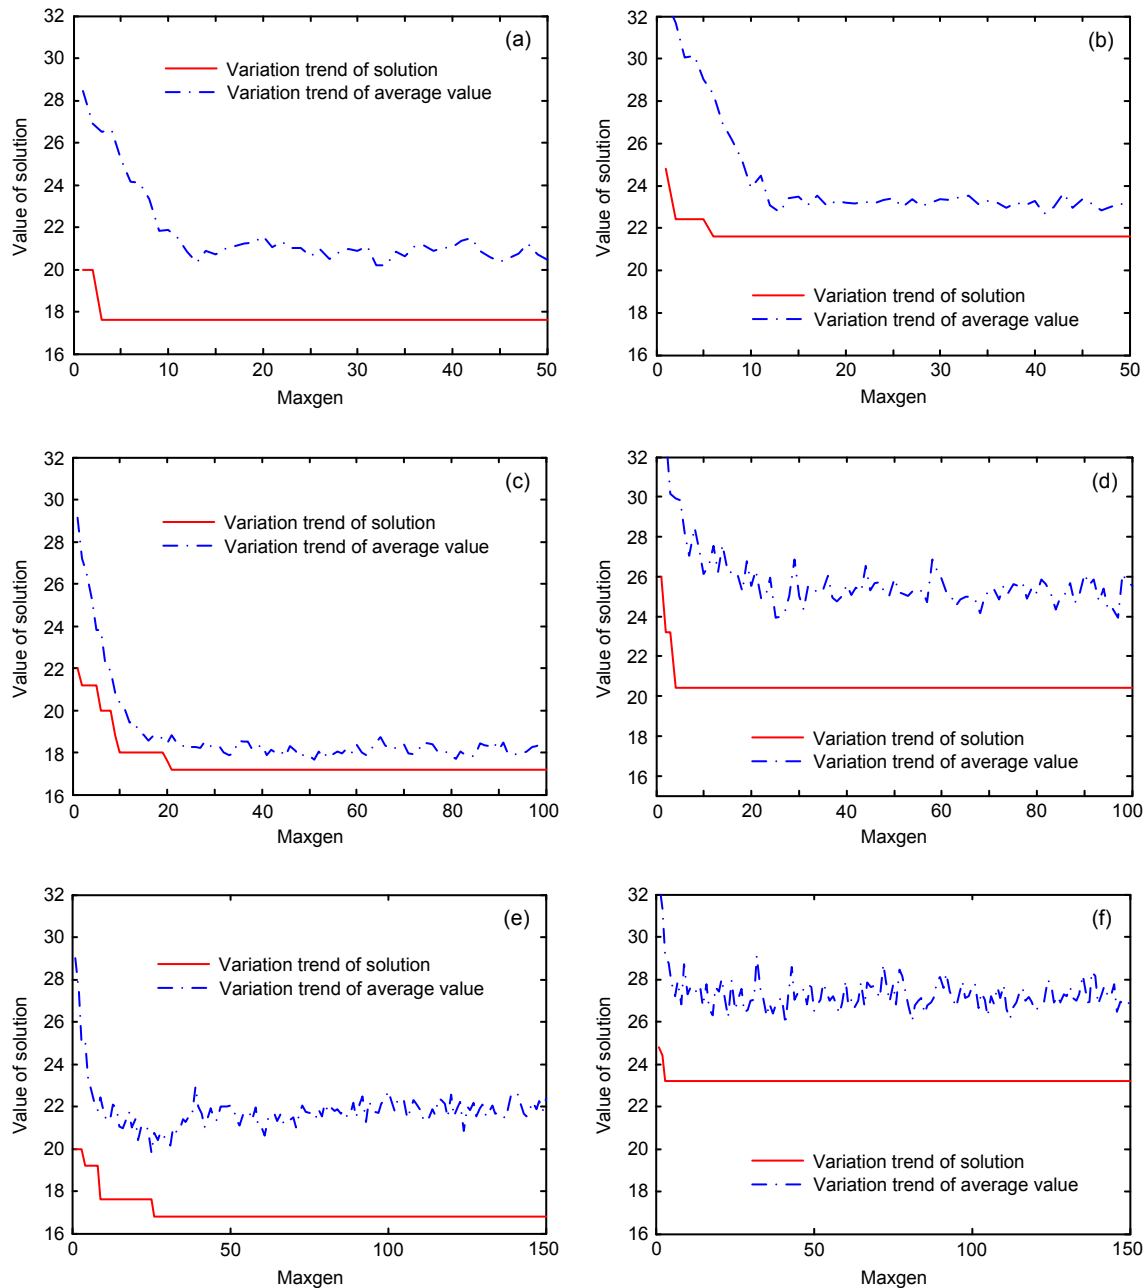 32
30
28
26
24
22
20
18
16
Value of solution
(a)
Variation trend of solution
Variation trend of average value
0
10
20
30
40
50
Maxgen
32
30
28
26
24
22
20
18
16
Value of solution
(b)
Variation trend of solution
Variation trend of average value
0
10
20
30
40
50
Maxgen
32
30
28
26
24
22
20
18
16
Value of solution
(c)
Variation trend of solution
Variation trend of average value
0
20
40
60
80
100
Maxgen
32
30
28
26
24
22
20
18
16
Value of solution
(d)
Variation trend of solution
Variation trend of average value
0
20
40
60
80
100
Maxgen
32
30
28
26
24
22
20
18
16
Value of solution
(e)
Variation trend of solution
Variation trend of average value
0
50
100
150
Maxgen
32
30
28
26
24
22
20
18
16
Value of solution
(f)
Variation trend of solution
Variation trend of average value
0
50
100
150
Maxgen